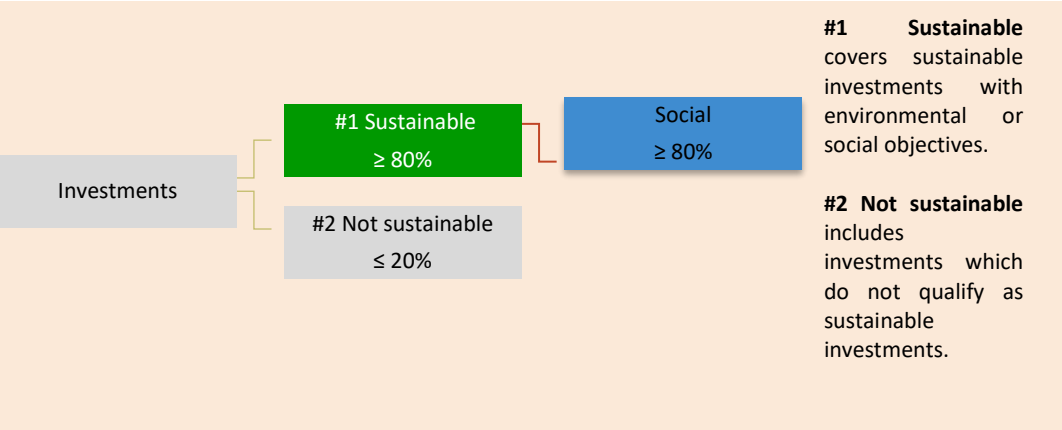 Investments
#1 Sustainable
≥ 80%
#2 Not sustainable
≤ 20%
Social
≥ 80%
#1 Sustainable
covers sustainable
investments with
environmental or
social objectives.
#2 Not sustainable
includes
investments which
do not qualify as
sustainable
investments.